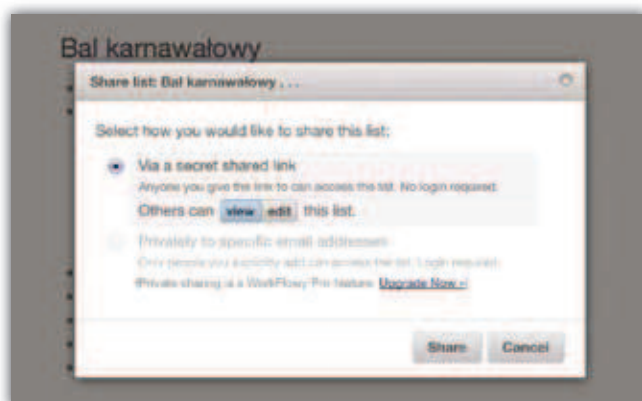 Bal karnawałowy
Share list: Bal karnawałowy , . .
Select how you would like to share this list:
Via a secret shared link
Anyone you give the link to can access the list. No login required.
Others can view edit this list.
Privately to specific email addresses
Only people you explicitly add can access the list. Login required.
Private sharing is a WorkFlowy Pro feature. Upgrade Now »
Share Cancel